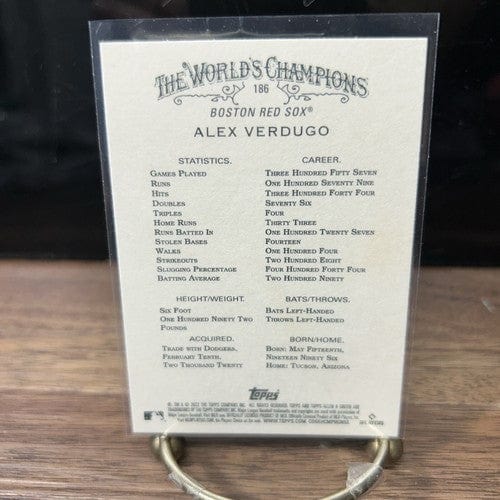 THE WORLD'S CHAMPIONS
186
BOSTON RED SOX®
ALEX VERDUGO
STATISTICS. CAREER.
GAMES PLAYED THREE HUNDRED FIFTY SEVEN
RUNS ONE HUNDRED SEVENTY NINE
HITS THREE HUNDRED FORTY FOUR
DOUBLES SEVENTY SIX
TRIPLES FOUR
HOME RUNS THIRTY THREE
RUNS BATTED IN ONE HUNDRED TWENTY SEVEN
STOLEN BASES FOURTEEN
WALKS ONE HUNDRED FOUR
STRIKEOUTS TWO HUNDRED EIGHT
SLUGGING PERCENTAGE FOUR HUNDRED FORTY FOUR
BATTING AVERAGE TWO HUNDRED NINETY
HEIGHT/WEIGHT. BATS/THROWS.
SIX FOOT BATS LEFT-HANDED
ONE HUNDRED NINETY TWO THROWS LEFT-HANDED
POUNDS
ACQUIRED. BORN/HOME.
TRADE WITH DODGERS, BORN: MAY FIFTEENTH,
FEBRUARY TENTH, NINETEEN NINETY SIX
TWO THOUSAND TWENTY HOME: TUCSON, ARIZONA
Topps